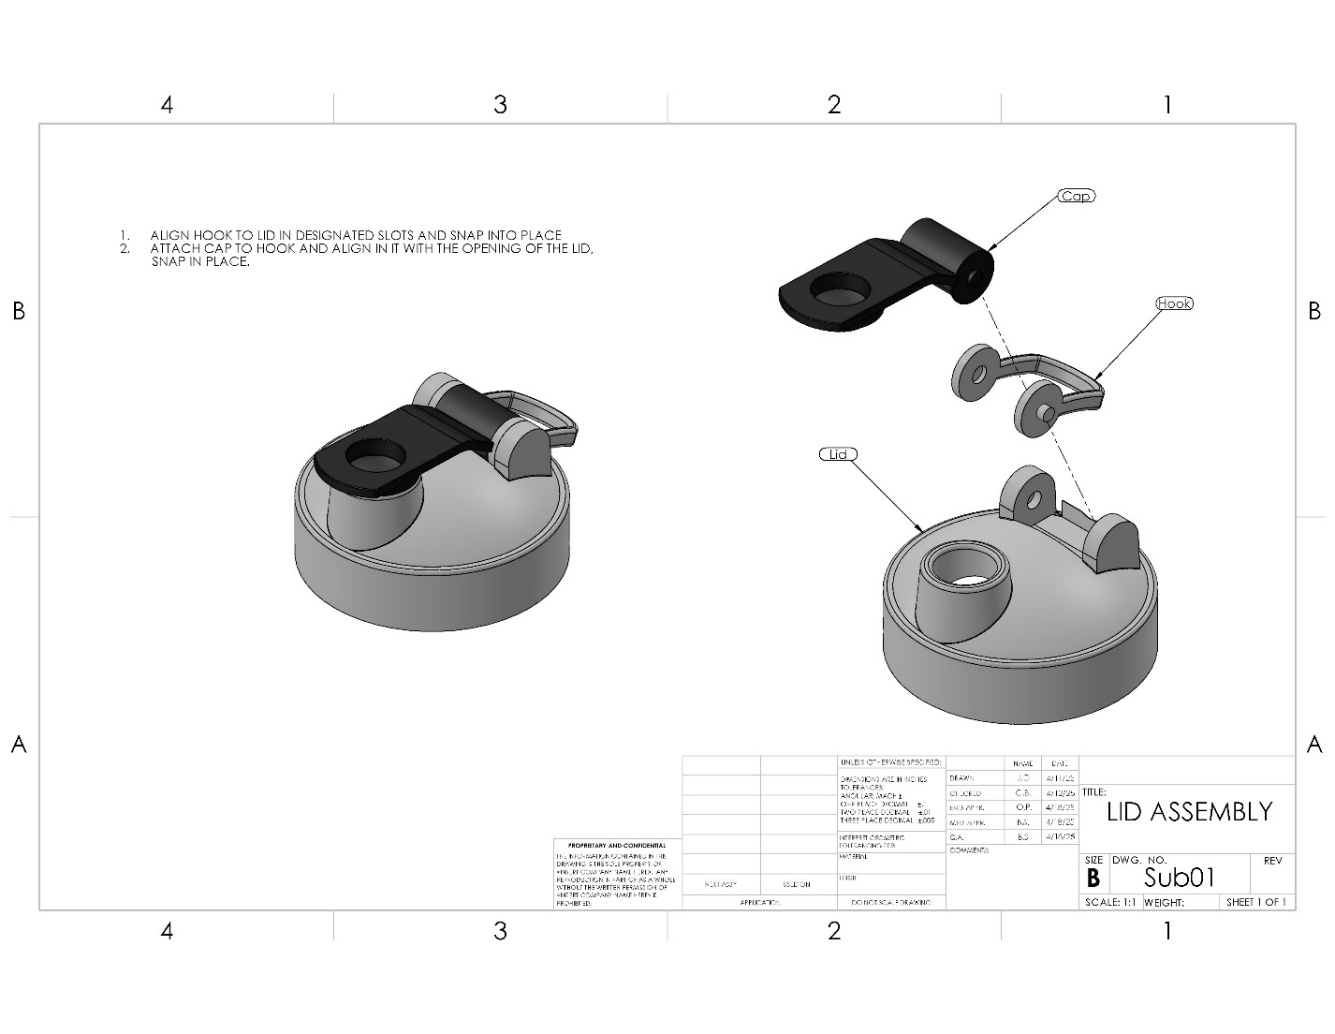 4 3 2 1
Cap
1. ALIGN HOOK TO LID IN DESIGNATED SLOTS AND SNAP INTO PLACE
2. ATTACH CAP TO HOOK AND ALIGN IN IT WITH THE OPENING OF THE LID,
SNAP IN PLACE.
B B
Hook
Lid
A A
UNLESS OTHERWISE SPECIFIED:
DIMENSIONS ARE IN INCHES
TOLERANCES:
ANGULAR: MACH ±
ONE PLACE DECIMAL ±.
TWO PLACE DECIMAL ±.01
THREE PLACE DECIMAL ±.005
INTERPRET GEOMETRIC
TOLERANCING PER:
MATERIAL
FINISH
DO NOT SCALE DRAWING
NAME DATE
DRAWN 4/11/25
CHECKED C.B. 4/12/25
ENG APPR. O.P. 4/18/25
MFG APPR. B.S. 4/18/25
Q.A. B.S 4/18/25
COMMENTS:
TITLE:
LID ASSEMBLY
SIZE DWG. NO. REV
B Sub01
SCALE: 1:1 WEIGHT: SHEET 1 OF 1
PROPRIETARY AND CONFIDENTIAL
THE INFORMATION CONTAINED IN THIS
DRAWING IS THE SOLE PROPERTY OF
<INSERT COMPANY NAME HERE>. ANY
REPRODUCTION IN PART OR AS A WHOLE
WITHOUT THE WRITTEN PERMISSION OF
<INSERT COMPANY NAME HERE> IS
PROHIBITED.
NEXT ASSY USED ON
APPLICATION
4 3 2 1